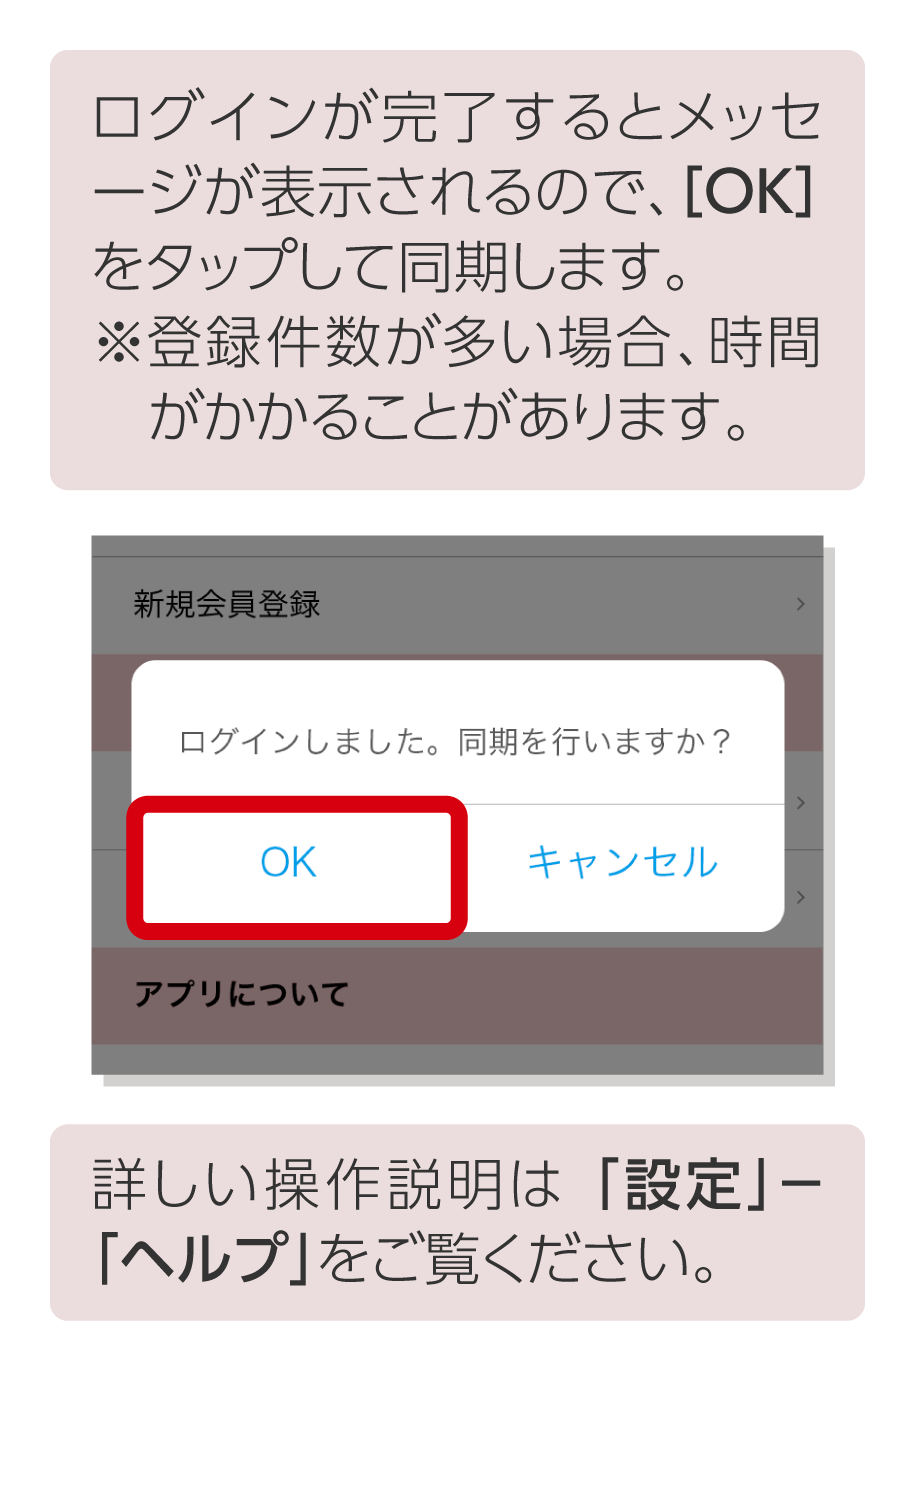 ログインが完了するとメッセ
ージが表示されるので、[OK]
をタップして同期します。
※登録件数が多い場合、時間
がかかることがあります。
新規会員登録
ログインしました。同期を行いますか？
OK キャンセル
アプリについて
詳しい操作説明は「設定」－
「ヘルプ」をご覧ください。